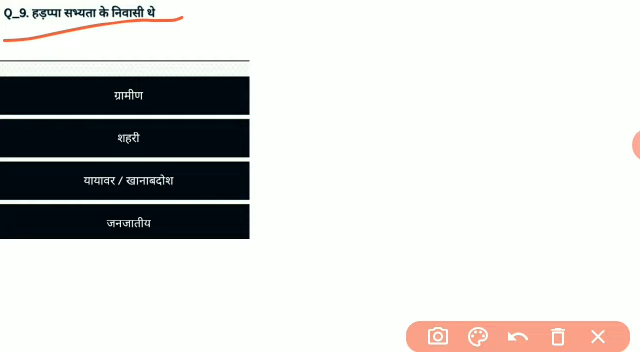 Q_9. हड़प्पा सभ्यता के निवासी थे
ग्रामीण
शहरी
यायावर / खानाबदोश
जनजातीय